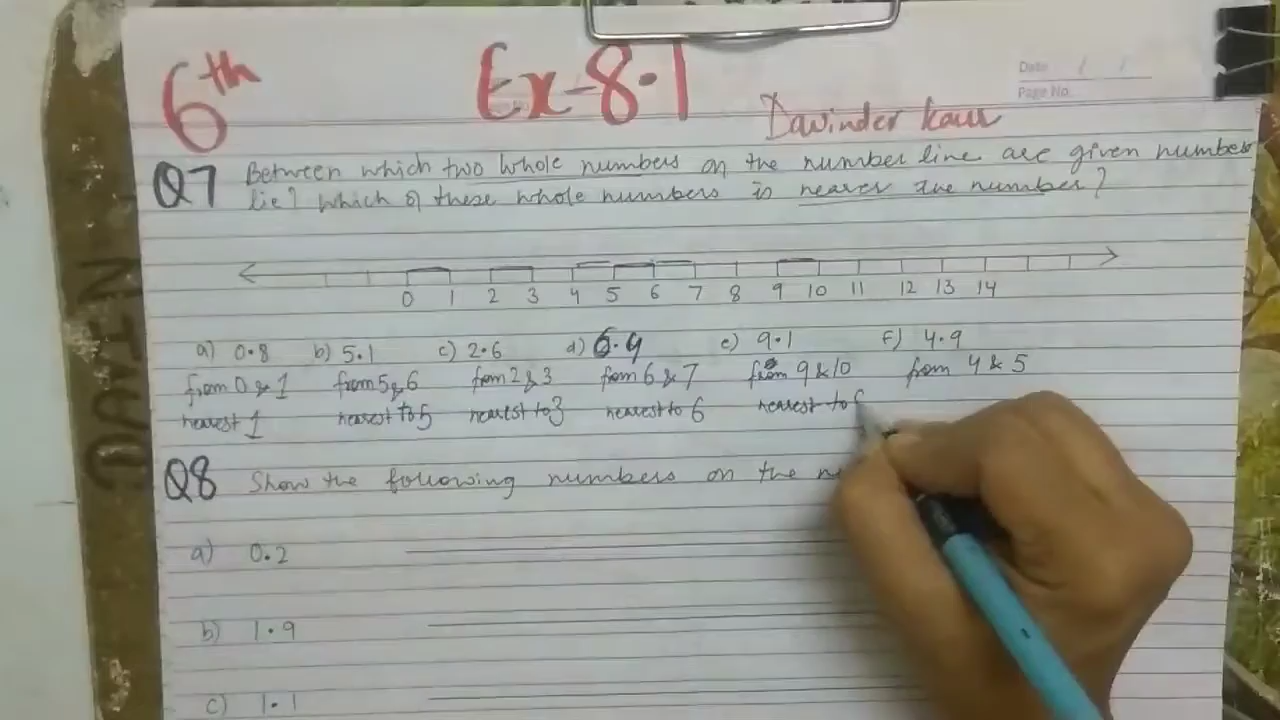 6th Ex-8.1
Date / /
Page No.
Davinder Kaur
Q7 Between which two whole numbers on the number line are given number
lie? Which of these whole numbers is nearer the number?
0 1 2 3 4 5 6 7 8 9 10 11 12 13 14
a) 0.8 b) 5.1 c) 2.6 d) 6.4 e) 9.1 f) 4.9
from 0 & 1 from 5 & 6 from 2 & 3 from 6 & 7 from 9 & 10 from 4 & 5
nearest 1 nearest to 5 nearest to 3 nearest to 6 nearest to
Q8 Show the following numbers on the
a) 0.2
b) 1.9
c) 1.1